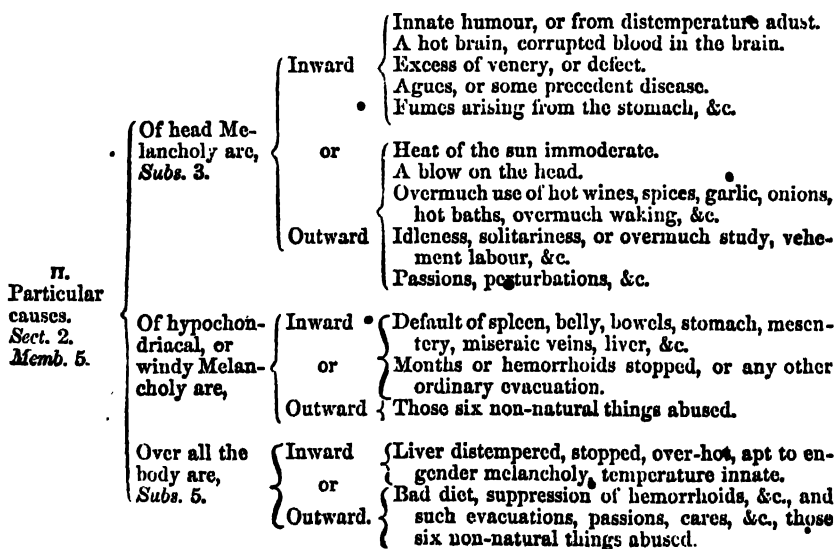 Π.
Particular
causes.
Sect. 2.
Memb. 5.
Of head Me-
lancholy are,
Subs. 3.
Inward
Innate humour, or from distemperature adust.
A hot brain, corrupted blood in the brain.
Excess of venery, or defect.
Agues, or some precedent disease.
Fumes arising from the stomach, &c.
or
Outward
Heat of the sun immoderate.
A blow on the head.
Overmuch use of hot wines, spices, garlic, onions,
hot baths, overmuch waking, &c.
Idleness, solitariness, or overmuch study, vehe-
ment labour, &c.
Passions, perturbations, &c.
Of hypochon-
driacal, or
windy Melan-
choly are,
Inward
Default of spleen, belly, bowels, stomach, mesen-
tery, miseraic veins, liver, &c.
Months or hemorrhoids stopped, or any other
ordinary evacuation.
or
Outward
Those six non-natural things abused.
Over all the
body are,
Subs. 5.
Inward
Liver distempered, stopped, over-hot, apt to en-
gender melancholy, temperature innate.
or
Outward.
Bad diet, suppression of hemorrhoids, &c., and
such evacuations, passions, cares, &c., those
six non-natural things abused.